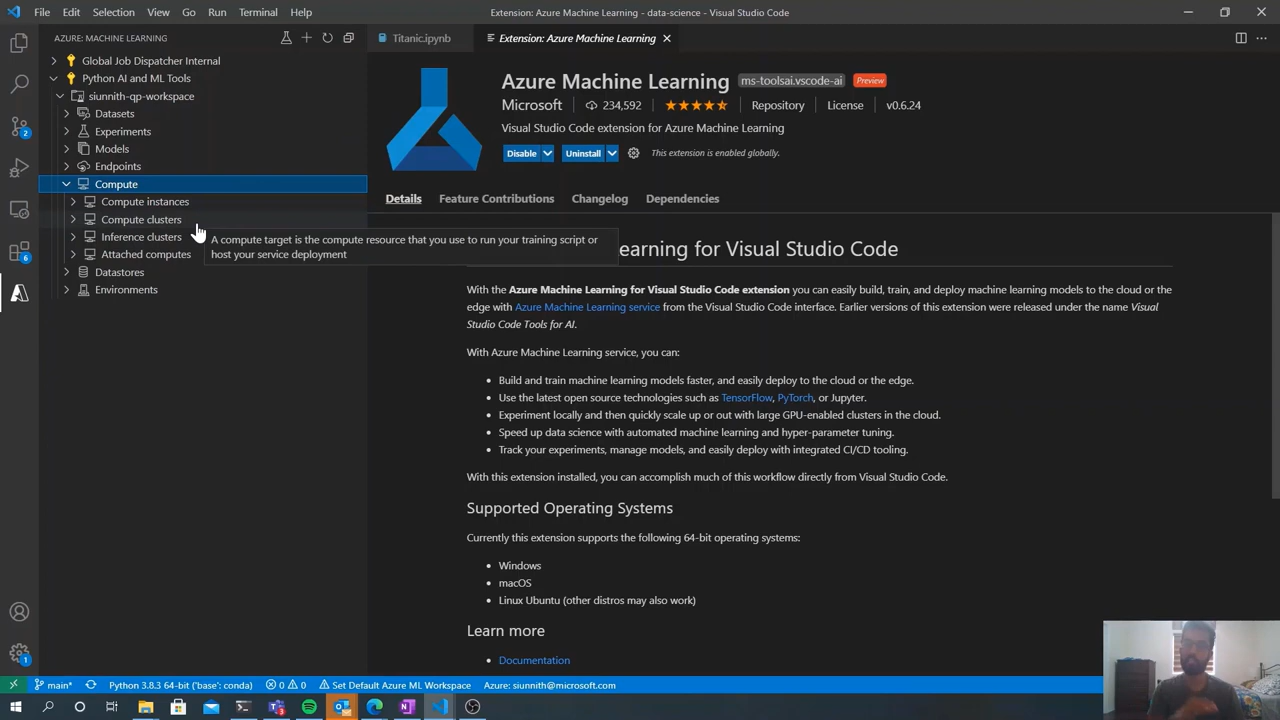 File Edit Selection View Go Run Terminal Help
Extension: Azure Machine Learning - data-science - Visual Studio Code
AZURE: MACHINE LEARNING
Titanic.ipynb
Extension: Azure Machine Learning
Global Job Dispatcher Internal
Python AI and ML Tools
siunnith-qp-workspace
Datasets
Experiments
Models
Endpoints
Compute
Compute instances
Compute clusters
Inference clusters
Attached computes
Datastores
Environments
A compute target is the compute resource that you use to run your training script or
host your service deployment
2
6
1
Azure Machine Learning ms-toolsai.vscode-ai Preview
Microsoft 234,592 Repository License v0.6.24
Visual Studio Code extension for Azure Machine Learning
Disable Uninstall This extension is enabled globally.
Details Feature Contributions Changelog Dependencies
earning for Visual Studio Code
With the Azure Machine Learning for Visual Studio Code extension you can easily build, train, and deploy machine learning models to the cloud or the
edge with Azure Machine Learning service from the Visual Studio Code interface. Earlier versions of this extension were released under the name Visual
Studio Code Tools for AI.
With Azure Machine Learning service, you can:
• Build and train machine learning models faster, and easily deploy to the cloud or the edge.
• Use the latest open source technologies such as TensorFlow, PyTorch, or Jupyter.
• Experiment locally and then quickly scale up or out with large GPU-enabled clusters in the cloud.
• Speed up data science with automated machine learning and hyper-parameter tuning.
• Track your experiments, manage models, and easily deploy with integrated CI/CD tooling.
With this extension installed, you can accomplish much of this workflow directly from Visual Studio Code.
Supported Operating Systems
Currently this extension supports the following 64-bit operating systems:
• Windows
• macOS
• Linux Ubuntu (other distros may also work)
Learn more
• Documentation
main* Python 3.8.3 64-bit ('base': conda) 0 0 Set Default Azure ML Workspace Azure: siunnith@microsoft.com